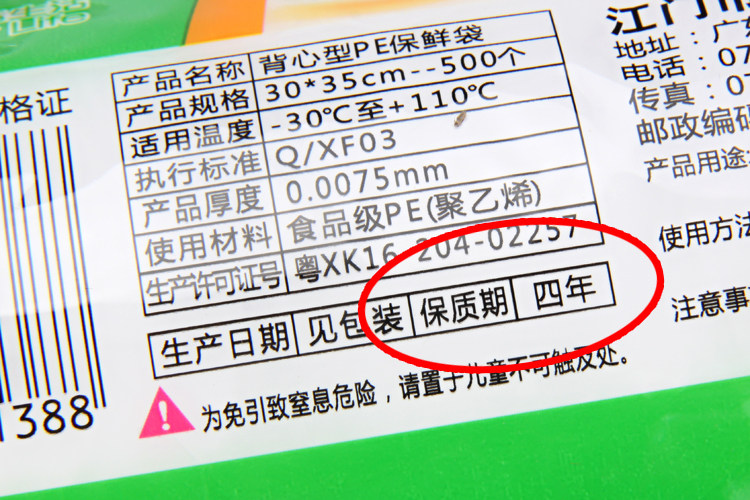 格证
产品名称 背心型PE保鲜袋
产品规格 30*35cm--500个
适用温度 -30℃至+110℃
执行标准 Q/XF03
产品厚度 0.0075mm
使用材料 食品级PE(聚乙烯)
生产许可证号 粤XK16-204-02257
生产日期 见包装 保质期 四年
为免引致窒息危险，请置于儿童不可触及处。
1388
江门
地址：广东
电话：07
传真：0
邮政编码
产品用途
使用方法
注意事